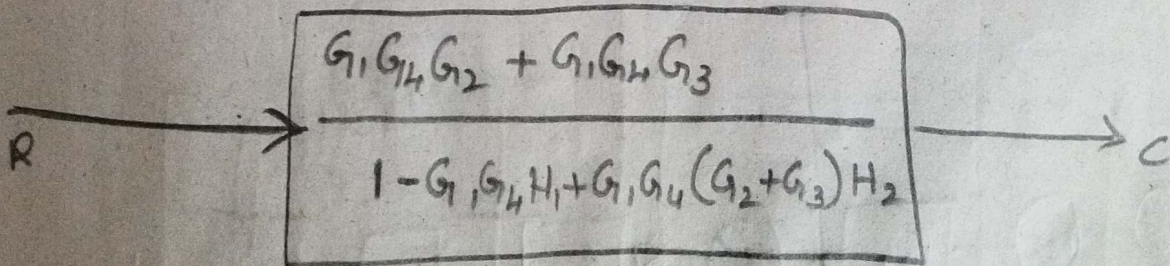 G₁G₄G₂ + G₁G₄G₃
R
C
1 - G₁G₄H₁ + G₁G₄(G₂+G₃)H₂